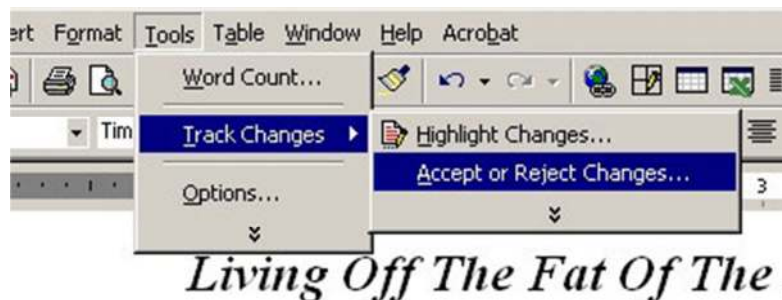 Format Tools Table Window Help Acrobat
Word Count...
Tim
Track Changes
Highlight Changes...
Accept or Reject Changes...
3
Options...
Living Off The Fat Of The